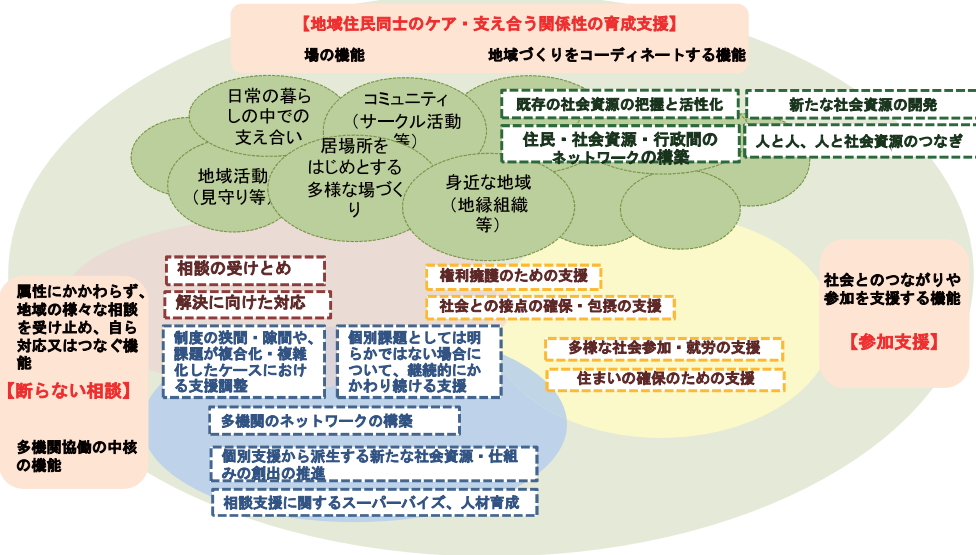 【地域住民同士のケア・支え合う関係性の育成支援】
場の機能
地域づくりをコーディネートする機能
日常の暮ら
しの中での
支え合い
コミュニティ
（サークル活動
等）
居場所を
はじめとする
多様な場づく
り
地域活動
（見守り等）
身近な地域
（地縁組織
等）
既存の社会資源の把握と活性化
新たな社会資源の開発
住民・社会資源・行政間の
ネットワークの構築
人と人、人と社会資源のつなぎ
属性にかかわらず、
地域の様々な相談
を受け止め、自ら
対応又はつなぐ機
能
【断らない相談】
多機関協働の中核
の機能
相談の受けとめ
解決に向けた対応
制度の狭間・隙間や、
課題が複合化・複雑
化したケースにおけ
る支援調整
個別課題としては明
らかではない場合に
ついて、継続的にか
かわり続ける支援
多機関のネットワークの構築
個別支援から派生する新たな社会資源・仕組
みの創出の推進
相談支援に関するスーパーバイズ、人材育成
権利擁護のための支援
社会との接点の確保・包摂の支援
多様な社会参加・就労の支援
住まいの確保のための支援
社会とのつながりや
参加を支援する機能
【参加支援】